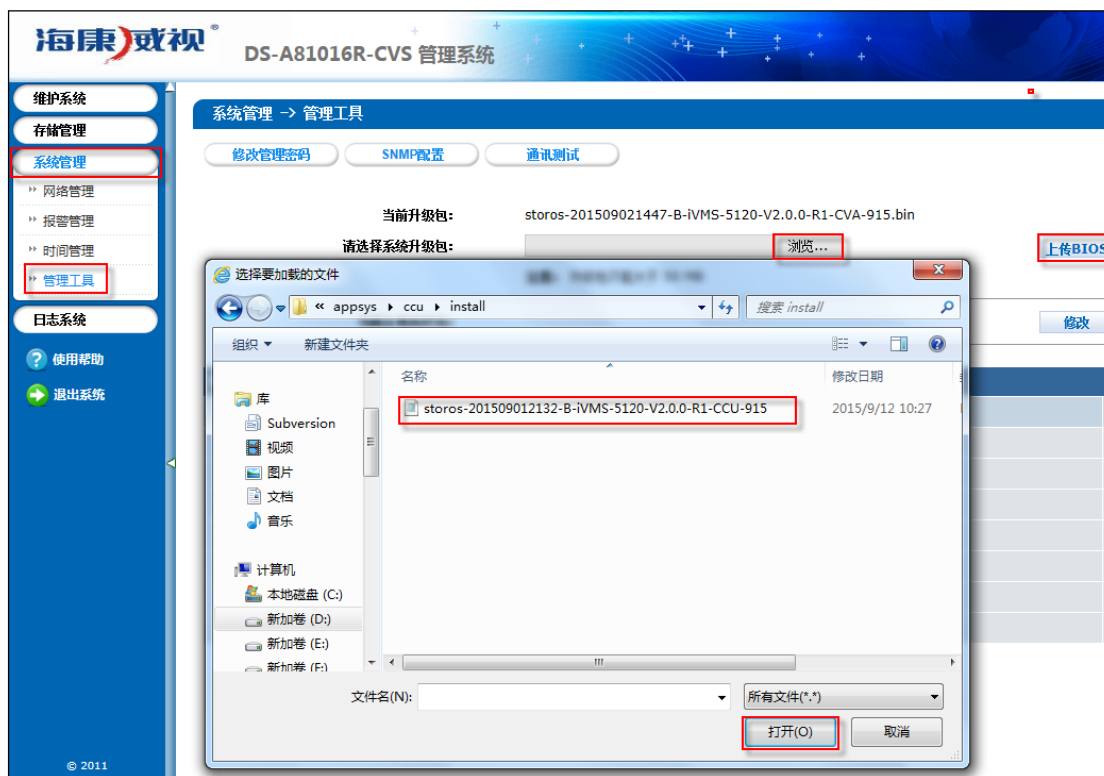 海康威视®
DS-A81016R-CVS 管理系统
维护系统
存储管理
系统管理
网络管理
报警管理
时间管理
管理工具
日志系统
使用帮助
退出系统
© 2011
系统管理 -> 管理工具
修改管理密码
SNMP配置
通讯测试
当前升级包:
storos-201509021447-B-iVMS-5120-V2.0.0-R1-CVA-915.bin
请选择系统升级包:
浏览...
上传BIOS
修改
选择要加载的文件
« appsys ▸ ccu ▸ install
搜索 install
组织
新建文件夹
名称
修改日期
库
Subversion
视频
图片
文档
音乐
计算机
本地磁盘 (C:)
新加卷 (D:)
新加卷 (E:)
新加卷 (F:)
storos-201509012132-B-iVMS-5120-V2.0.0-R1-CCU-915
2015/9/12 10:27
文件名(N):
所有文件(*.*)
打开(O)
取消